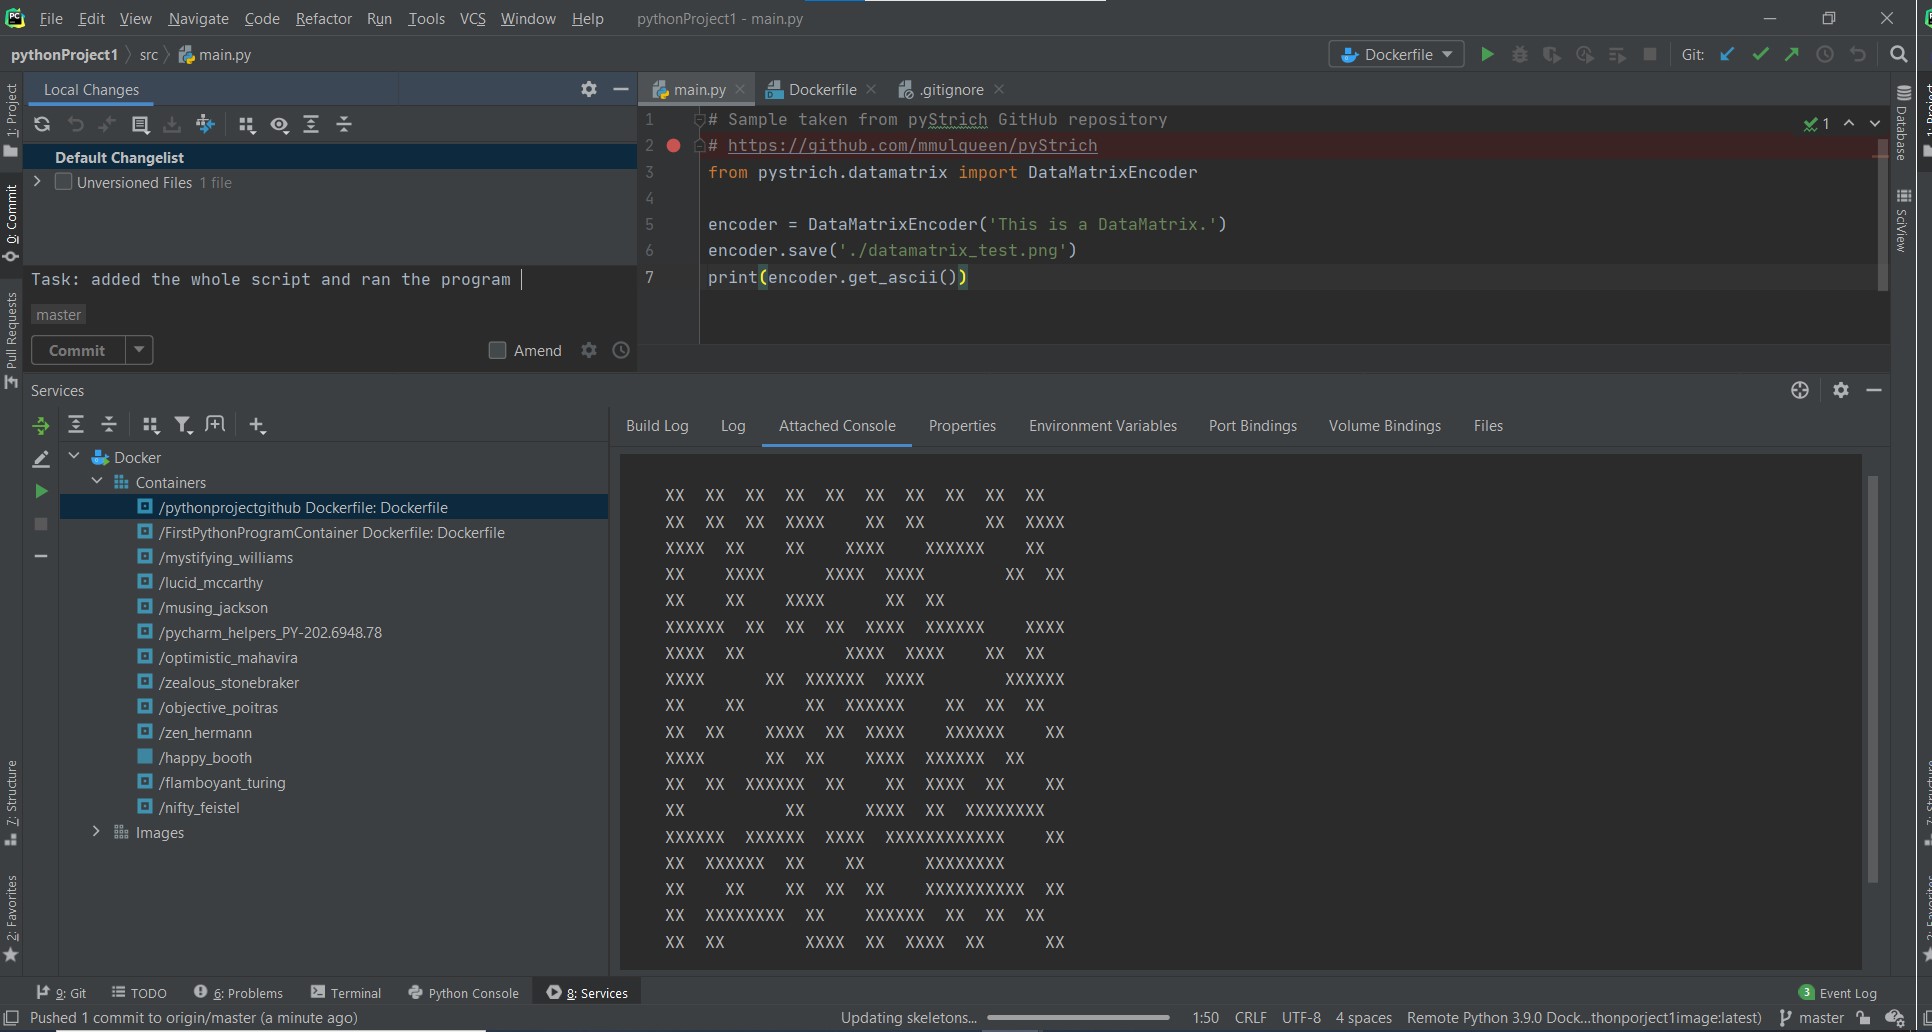 File Edit View Navigate Code Refactor Run Tools VCS Window Help pythonProject1 - main.py
pythonProject1 src main.py
Dockerfile Git:
1: Project
0: Commit
Pull Requests
7: Structure
2: Favorites
Local Changes
Default Changelist
Unversioned Files 1 file
Task: added the whole script and ran the program
master
Commit
Amend
main.py Dockerfile .gitignore
1 # Sample taken from pyStrich GitHub repository
2 # https://github.com/mmulqueen/pyStrich
3 from pystrich.datamatrix import DataMatrixEncoder
4
5 encoder = DataMatrixEncoder('This is a DataMatrix.')
6 encoder.save('./datamatrix_test.png')
7 print(encoder.get_ascii())
1
Database
SciView
Services
Docker
Containers
/pythonprojectgithub Dockerfile: Dockerfile
/FirstPythonProgramContainer Dockerfile: Dockerfile
/mystifying_williams
/lucid_mccarthy
/musing_jackson
/pycharm_helpers_PY-202.6948.78
/optimistic_mahavira
/zealous_stonebraker
/objective_poitras
/zen_hermann
/happy_booth
/flamboyant_turing
/nifty_feistel
Images
Build Log Log Attached Console Properties Environment Variables Port Bindings Volume Bindings Files
XX  XX  XX  XX  XX  XX  XX  XX  XX  XX
XX  XX  XX  XXXX    XX  XX      XX  XXXX
XXXX  XX    XX    XXXX    XXXXXX    XX
XX    XXXX      XXXX  XXXX        XX  XX
XX    XX    XXXX      XX  XX
XXXXXX  XX  XX  XX  XXXX  XXXXXX    XXXX
XXXX  XX          XXXX  XXXX    XX  XX
XXXX      XX  XXXXXX  XXXX        XXXXXX
XX    XX      XX  XXXXXX    XX  XX  XX
XX  XX    XXXX  XX  XXXX    XXXXXX    XX
XXXX      XX  XX    XXXX  XXXXXX  XX
XX  XX  XXXXXX  XX    XX  XXXX  XX    XX
XX          XX      XXXX  XX  XXXXXXXX
XXXXXX  XXXXXX  XXXX  XXXXXXXXXXXX    XX
XX  XXXXXX  XX    XX      XXXXXXXX
XX    XX    XX  XX  XX    XXXXXXXXXX  XX
XX  XXXXXXXX  XX    XXXXXX  XX  XX  XX
XX  XX        XXXX  XX  XXXX  XX      XX
9: Git TODO 6: Problems Terminal Python Console 8: Services 3 Event Log
Pushed 1 commit to origin/master (a minute ago) Updating skeletons... 1:50 CRLF UTF-8 4 spaces Remote Python 3.9.0 Dock...thonporject1image:latest) master